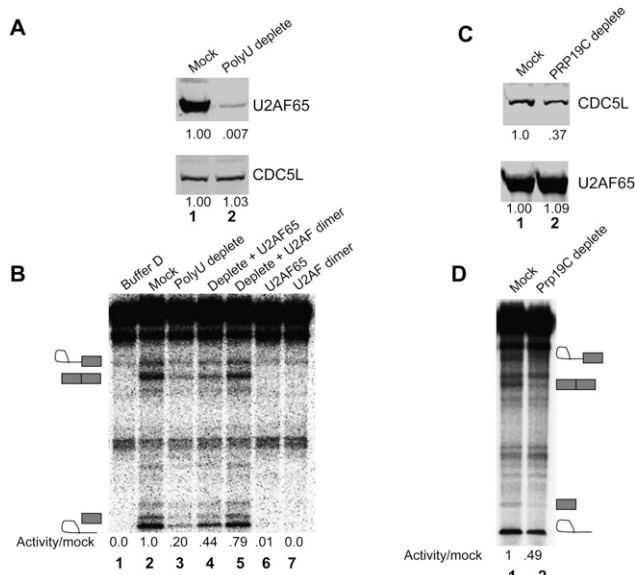 A
Mock
PolyU deplete
U2AF65
1.00 .007
CDC5L
1.00 1.03
1 2
B
Buffer D
Mock
PolyU deplete
Deplete + U2AF65
Deplete + U2AF dimer
U2AF65
U2AF dimer
Activity/mock 0.0 1.0 .20 .44 .79 .01 0.0
1 2 3 4 5 6 7
C
Mock
PRP19C deplete
CDC5L
1.0 .37
U2AF65
1.00 1.09
1 2
D
Mock
Prp19C deplete
Activity/mock 1 .49